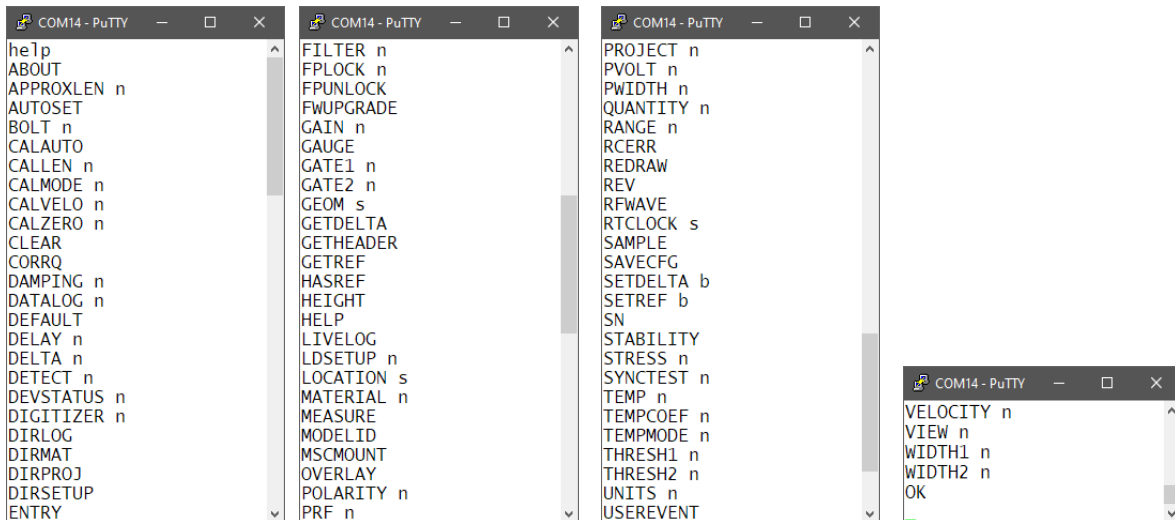 COM14 - PuTTY
help
ABOUT
APPROXLEN n
AUTOSET
BOLT n
CALAUTO
CALLEN n
CALMODE n
CALVELO n
CALZERO n
CLEAR
CORRQ
DAMPING n
DATALOG n
DEFAULT
DELAY n
DELTA n
DETECT n
DEVSTATUS n
DIGITIZER n
DIRLOG
DIRMAT
DIRPROJ
DIRSETUP
ENTRY
COM14 - PuTTY
FILTER n
FPLOCK n
FPUNLOCK
FWUPGRADE
GAIN n
GAUGE
GATE1 n
GATE2 n
GEOM s
GETDELTA
GETHEADER
GETREF
HASREF
HEIGHT
HELP
LIVELOG
LDSETUP n
LOCATION s
MATERIAL n
MEASURE
MODELID
MSCMOUNT
OVERLAY
POLARITY n
PRF n
COM14 - PuTTY
PROJECT n
PVOLT n
PWIDTH n
QUANTITY n
RANGE n
RCERR
REDRAW
REV
RFWAVE
RTCLOCK s
SAMPLE
SAVECFG
SETDELTA b
SETREF b
SN
STABILITY
STRESS n
SYNCTEST n
TEMP n
TEMPCOEF n
TEMPMODE n
THRESH1 n
THRESH2 n
UNITS n
USEREVENT
COM14 - PuTTY
VELOCITY n
VIEW n
WIDTH1 n
WIDTH2 n
OK